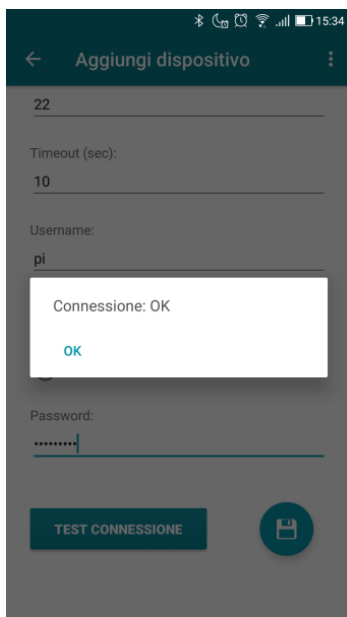 15:34
Aggiungi dispositivo
22
Timeout (sec):
10
Username:
pi
Connessione: OK
OK
Password:
•••••••••
TEST CONNESSIONE